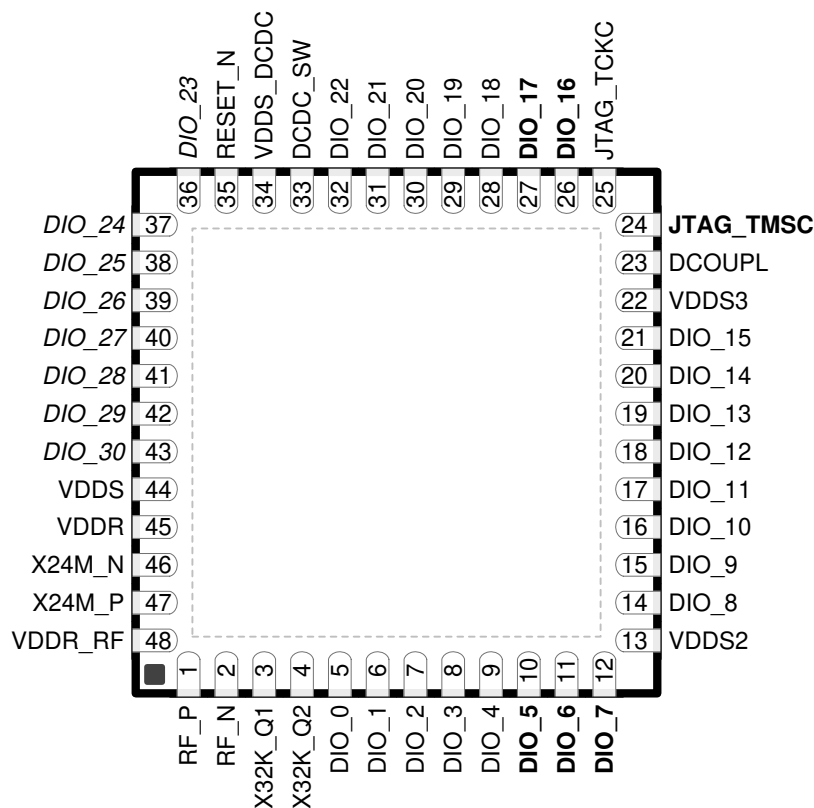 DIO_23
RESET_N
VDDS_DCDC
DCDC_SW
DIO_22
DIO_21
DIO_20
DIO_19
DIO_18
DIO_17
DIO_16
JTAG_TCKC
36
35
34
33
32
31
30
29
28
27
26
25
DIO_24 37
DIO_25 38
DIO_26 39
DIO_27 40
DIO_28 41
DIO_29 42
DIO_30 43
VDDS 44
VDDR 45
X24M_N 46
X24M_P 47
VDDR_RF 48
24 JTAG_TMSC
23 DCOUPL
22 VDDS3
21 DIO_15
20 DIO_14
19 DIO_13
18 DIO_12
17 DIO_11
16 DIO_10
15 DIO_9
14 DIO_8
13 VDDS2
1
2
3
4
5
6
7
8
9
10
11
12
RF_P
RF_N
X32K_Q1
X32K_Q2
DIO_0
DIO_1
DIO_2
DIO_3
DIO_4
DIO_5
DIO_6
DIO_7